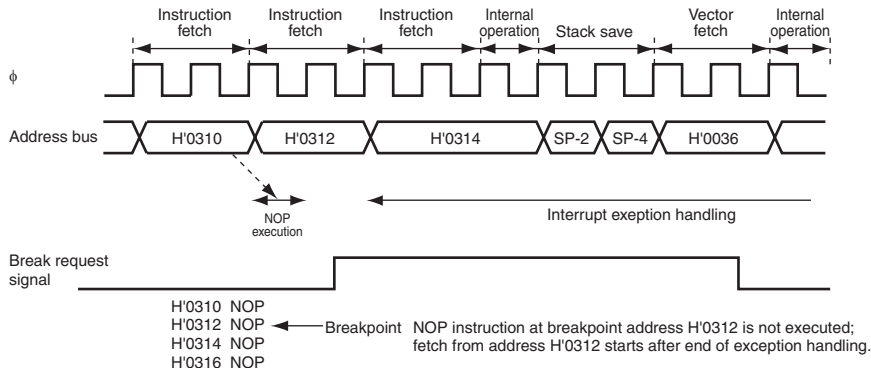 Instruction fetch
Instruction fetch
Instruction fetch
Internal operation
Stack save
Vector fetch
Internal operation
ϕ
Address bus
H'0310
H'0312
H'0314
SP-2
SP-4
H'0036
NOP execution
Interrupt exeption handling
Break request signal
H'0310 NOP
H'0312 NOP
H'0314 NOP
H'0316 NOP
Breakpoint
NOP instruction at breakpoint address H'0312 is not executed;
fetch from address H'0312 starts after end of exception handling.